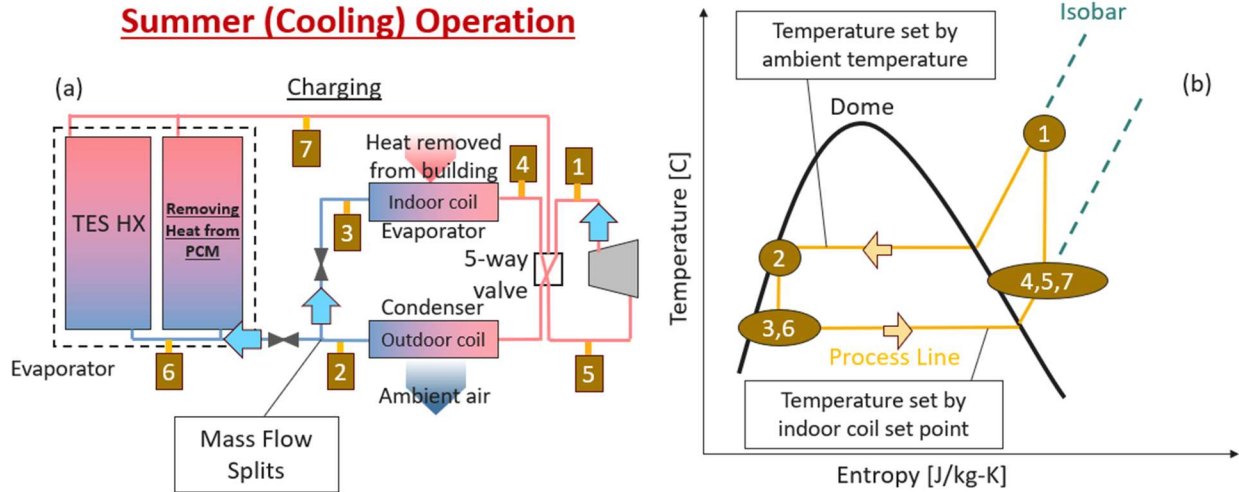 Summer (Cooling) Operation
(a)
Charging
7
Heat removed
from building
4
1
TES HX
Removing
Heat from
PCM
Indoor coil
3
Evaporator
5-way
valve
Condenser
Outdoor coil
Evaporator
6
2
5
Ambient air
Mass Flow
Splits
Temperature set by
ambient temperature
Isobar
(b)
Dome
1
2
4,5,7
3,6
Process Line
Temperature set by
indoor coil set point
Temperature [C]
Entropy [J/kg-K]